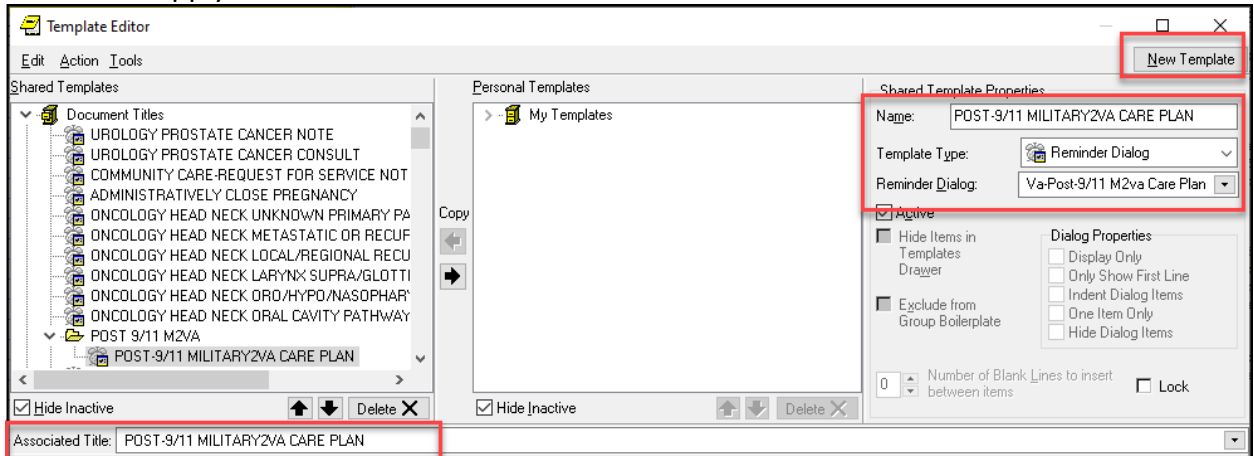 Template Editor
Edit Action Tools
New Template
Shared Templates
Document Titles
UROLOGY PROSTATE CANCER NOTE
UROLOGY PROSTATE CANCER CONSULT
COMMUNITY CARE-REQUEST FOR SERVICE NOT
ADMINISTRATIVELY CLOSE PREGNANCY
ONCOLOGY HEAD NECK UNKNOWN PRIMARY PA
ONCOLOGY HEAD NECK METASTATIC OR RECUF
ONCOLOGY HEAD NECK LOCAL/REGIONAL RECU
ONCOLOGY HEAD NECK LARYNX SUPRA/GLOTTI
ONCOLOGY HEAD NECK ORO/HYPO/NASOPHAR
ONCOLOGY HEAD NECK ORAL CAVITY PATHWAY
POST 9/11 M2VA
POST-9/11 MILITARY2VA CARE PLAN
Hide Inactive
Delete
Copy
Personal Templates
My Templates
Hide Inactive
Delete
Shared Template Properties
Name: POST-9/11 MILITARY2VA CARE PLAN
Template Type: Reminder Dialog
Reminder Dialog: Va-Post-9/11 M2va Care Plan
Active
Hide Items in
Templates
Drawer
Exclude from
Group Boilerplate
Dialog Properties
Display Only
Only Show First Line
Indent Dialog Items
One Item Only
Hide Dialog Items
0 Number of Blank Lines to insert
between items
Lock
Associated Title: POST-9/11 MILITARY2VA CARE PLAN